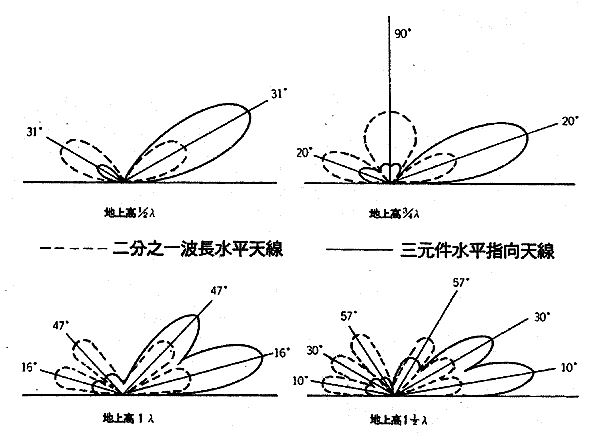 90°
31°
31°
20°
20°
地上高½λ
地上高¾λ
二分之一波長水平天線
三元件水平指向天線
47°
47°
16°
16°
57°
57°
30°
30°
10°
10°
地上高1λ
地上高1½λ